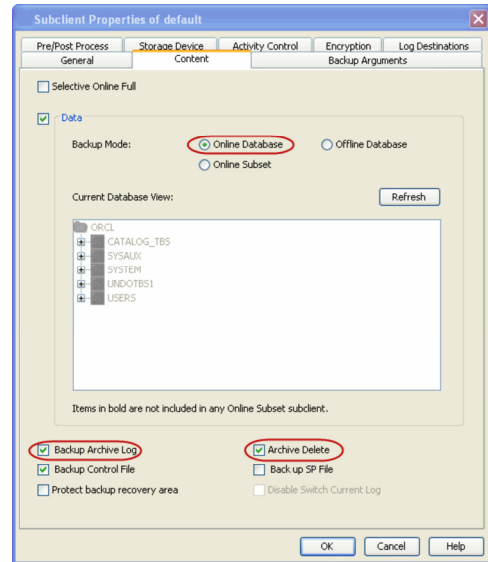 Subclient Properties of default
Pre/Post Process Storage Device Activity Control Encryption Log Destinations
General Content Backup Arguments
Selective Online Full
Data
Backup Mode: Online Database Offline Database
Online Subset
Current Database View: Refresh
ORCL
CATALOG_TBS
SYSAUX
SYSTEM
UNDOTBS1
USERS
Items in bold are not included in any Online Subset subclient.
Backup Archive Log Archive Delete
Backup Control File Back up SP File
Protect backup recovery area Disable Switch Current Log
OK Cancel Help